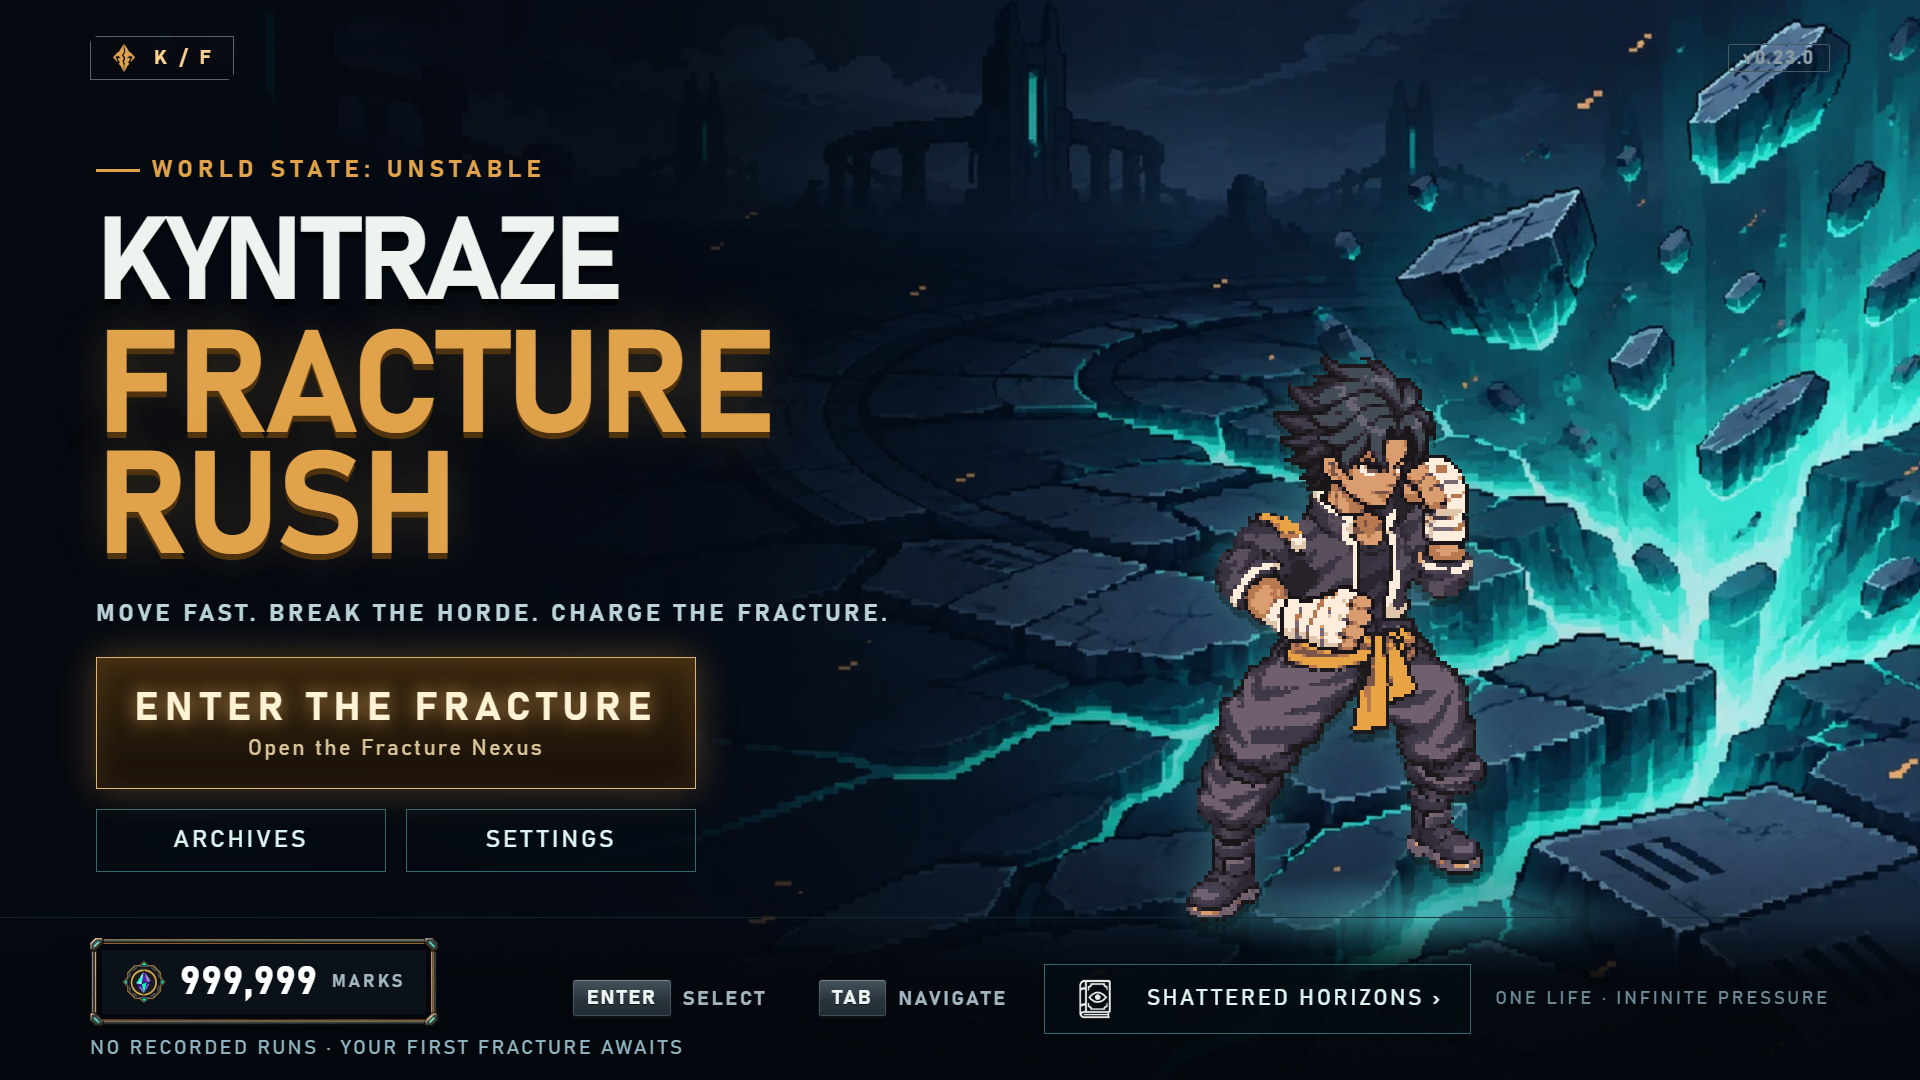 K / F
v0.23.0
WORLD STATE: UNSTABLE
KYNTRAZE
FRACTURE
RUSH
MOVE FAST. BREAK THE HORDE. CHARGE THE FRACTURE.
ENTER THE FRACTURE
Open the Fracture Nexus
ARCHIVES
SETTINGS
999,999 MARKS
ENTER SELECT
TAB NAVIGATE
SHATTERED HORIZONS ›
ONE LIFE · INFINITE PRESSURE
NO RECORDED RUNS · YOUR FIRST FRACTURE AWAITS